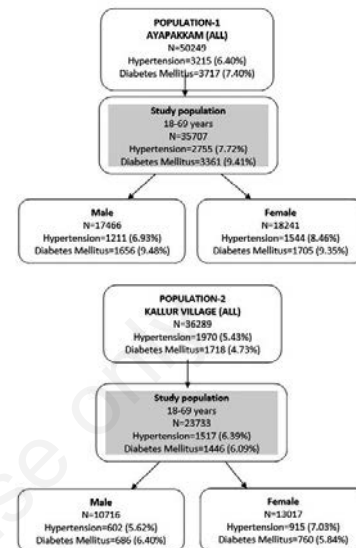 POPULATION-1
AYAPAKKAM (ALL)
N=50249
Hypertension=3215 (6.40%)
Diabetes Mellitus=3717 (7.40%)
Study population
18-69 years
N=35707
Hypertension=2755 (7.72%)
Diabetes Mellitus=3361 (9.41%)
Male
N=17466
Hypertension=1211 (6.93%)
Diabetes Mellitus=1656 (9.48%)
Female
N=18241
Hypertension=1544 (8.46%)
Diabetes Mellitus=1705 (9.35%)
POPULATION-2
KALLUR VILLAGE (ALL)
N=36289
Hypertension=1970 (5.43%)
Diabetes Mellitus=1718 (4.73%)
Study population
18-69 years
N=23733
Hypertension=1517 (6.39%)
Diabetes Mellitus=1446 (6.09%)
Male
N=10716
Hypertension=602 (5.62%)
Diabetes Mellitus=686 (6.40%)
Female
N=13017
Hypertension=915 (7.03%)
Diabetes Mellitus=760 (5.84%)
se only